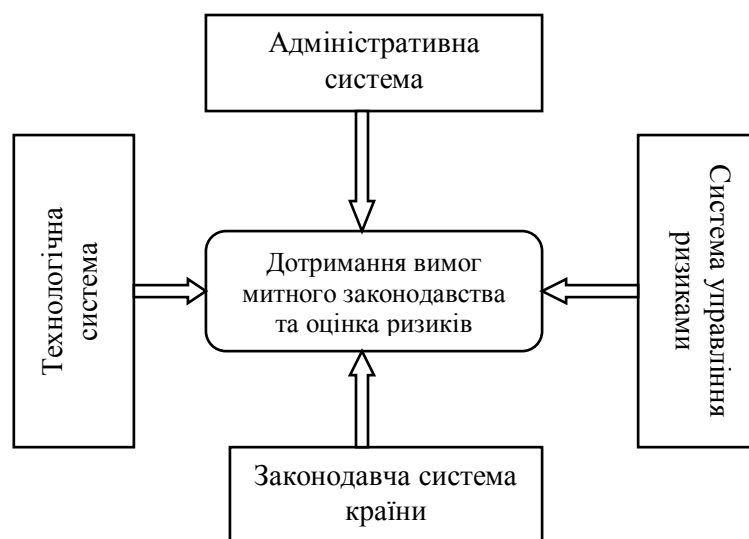 Адміністративна
система
Технологічна
система
Дотримання вимог
митного законодавства
та оцінка ризиків
Система управління
ризиками
Законодавча система
країни